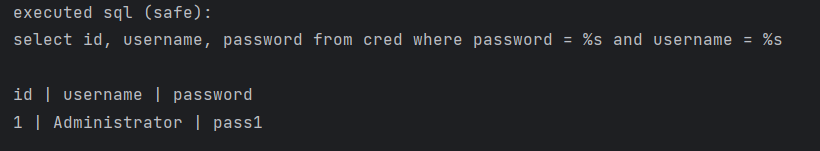 executed sql (safe):
select id, username, password from cred where password = %s and username = %s
id | username | password
1 | Administrator | pass1